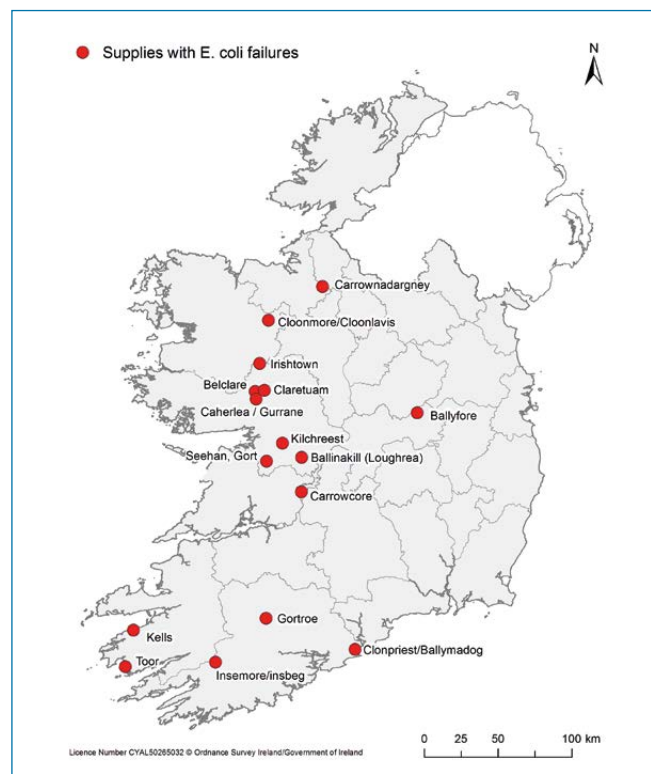 Supplies with E. coli failures
N
Carrownadargney
Cloonmore/Cloonlavis
Irishtown
Belclare
Claretuam
Caherlea / Gurrane
Ballyfore
Kilchreest
Seehan, Gort
Ballinakill (Loughrea)
Carrowcore
Gortroe
Kells
Clonpriest/Ballymadog
Toor
Insemore/insbeg
0 25 50 100 km
Licence Number CYAL50265032 © Ordnance Survey Ireland/Government of Ireland